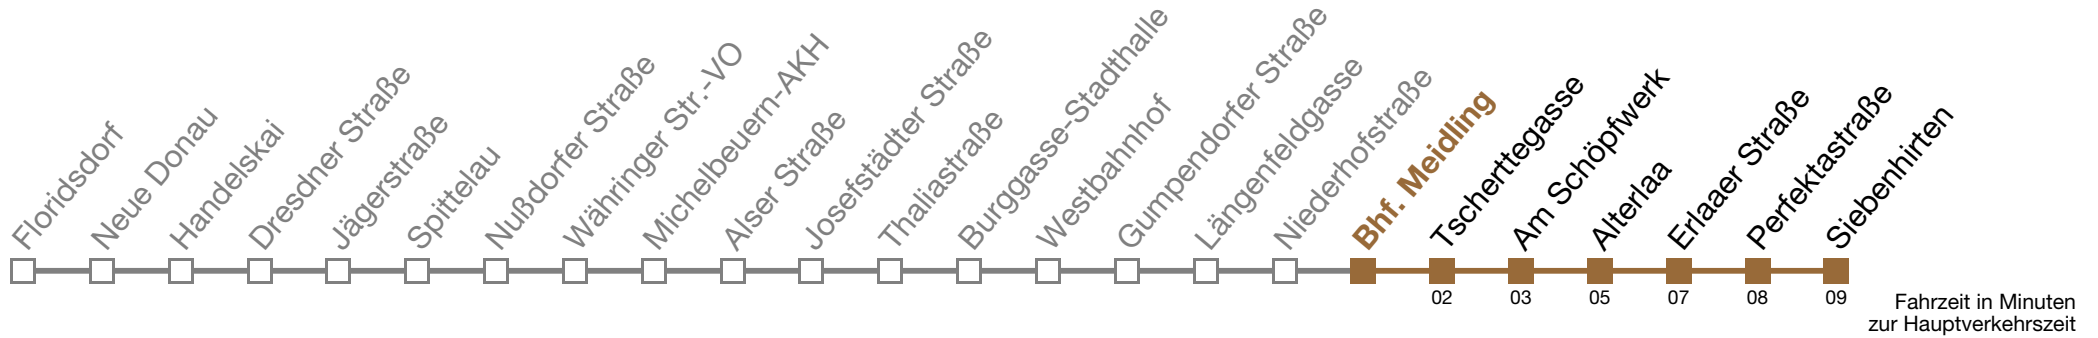 Floridsdorf
Neue Donau
Handelskai
Dresdner Straße
Jägerstraße
Spittelau
Nußdorfer Straße
Währinger Str.-VO
Michelbeuern-AKH
Alser Straße
Josefstädter Straße
Thaliastraße
Burggasse-Stadthalle
Westbahnhof
Gumpendorfer Straße
Längenfeldgasse
Niederhofstraße
Bhf. Meidling
Tscherttegasse
Am Schöpfwerk
Alterlaa
Erlaaer Straße
Perfektastraße
Siebenhirten
02 03 05 07 08 09
Fahrzeit in Minuten
zur Hauptverkehrszeit